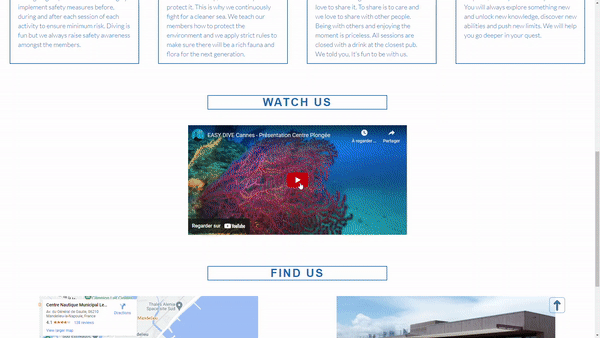 implement safety measures before,
during and after each session of each
activity to ensure minimum risk. Diving is
fun but we always raise safety awareness
amongst the members.
protect it. This is why we continuously
fight for a cleaner sea. We teach our
members how to protect the
environment and we apply strict rules to
make sure there will be a rich fauna and
flora for the next generation.
love to share it. To share is to care and
we love to share with other people.
Being with others and enjoying the
moment is priceless. All sessions are
closed with a drink at the closest pub.
We told you, It's fun to be with us.
You will always explore something new
and unlock new knowledge, discover new
abilities and push new limits. We will help
you go deeper in your quest.
WATCH US
EASY DIVE Cannes - Présentation Centre Plongée
À regarder ...
Partager
Regarder sur YouTube
FIND US
Centre Nautique Municipal Le...
Av. du Général de Gaulle, 06210
Mandelieu-la-Napoule, France
Directions
4.1
View larger map
Thales Alenia
Space site Sud
Mandelieu